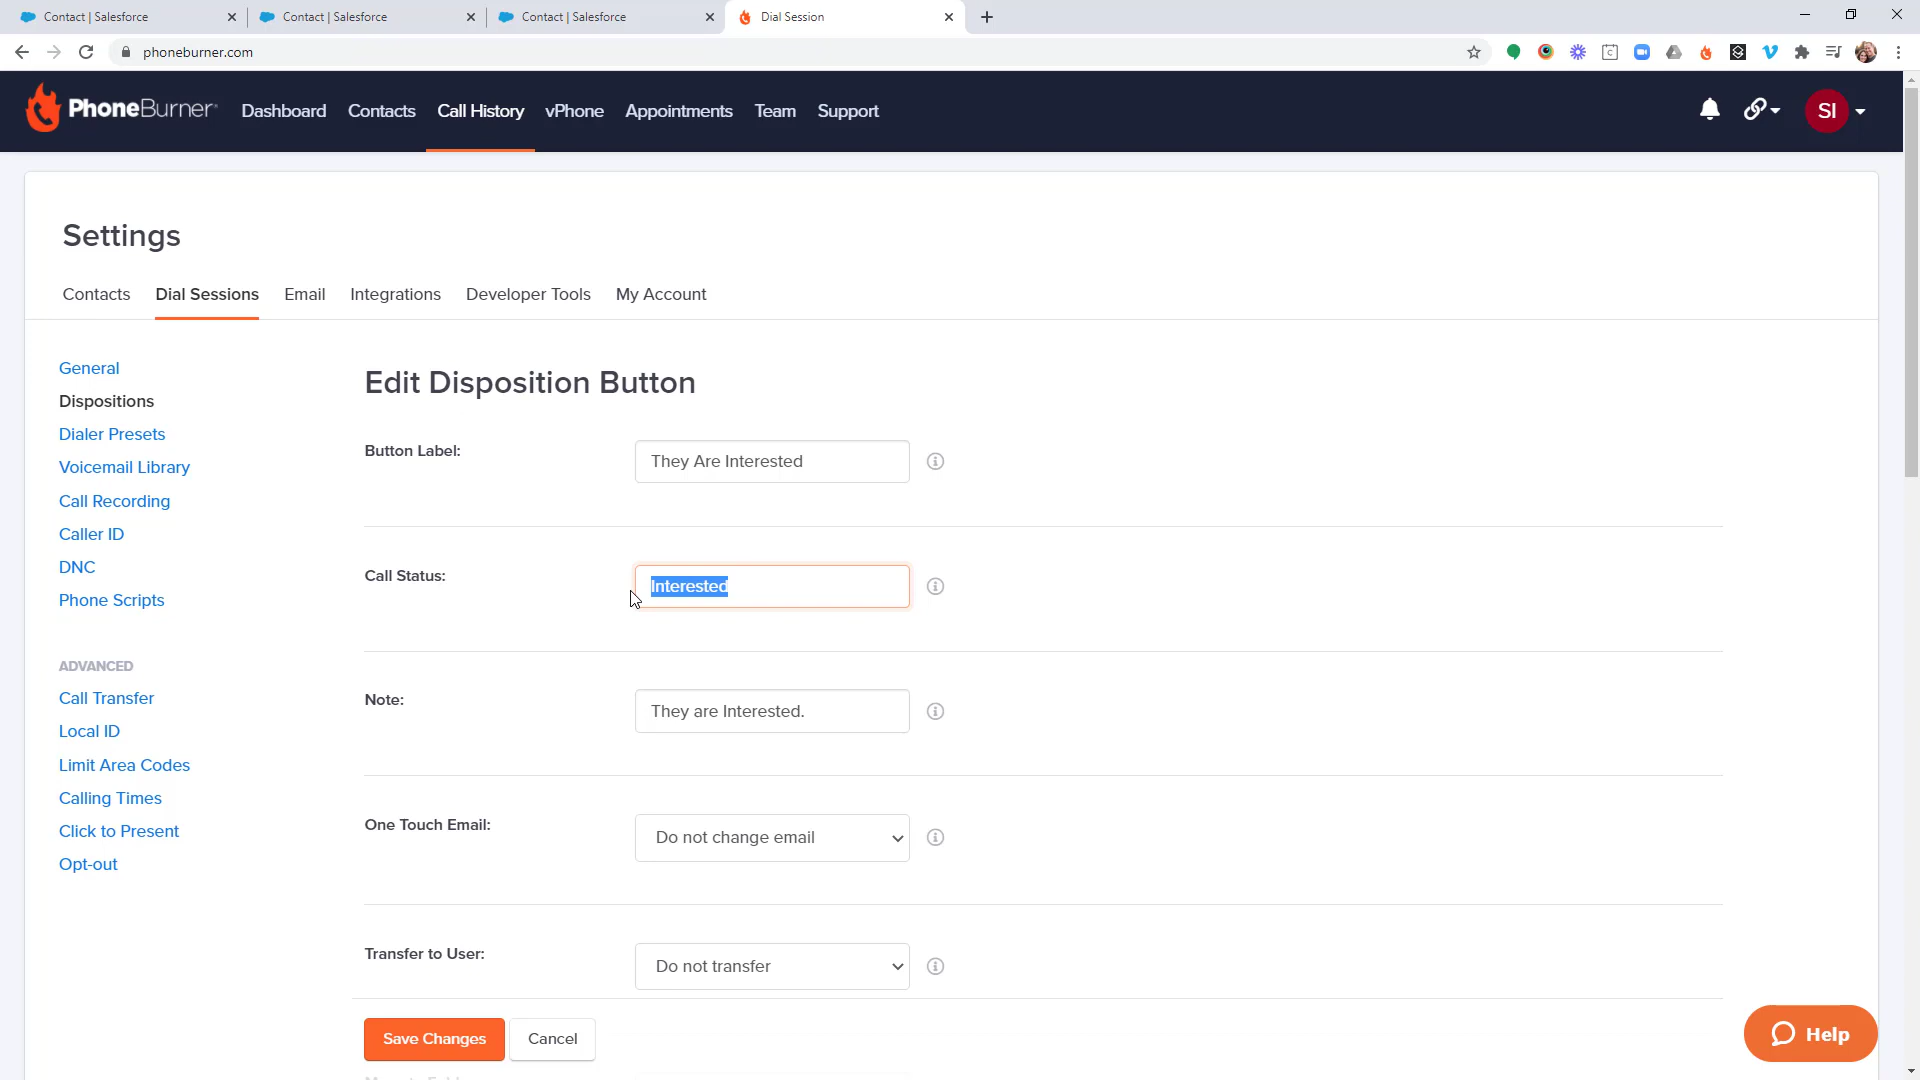 Contact | Salesforce
Contact | Salesforce
Contact | Salesforce
Dial Session
phoneburner.com
PhoneBurner
Dashboard
Contacts
Call History
vPhone
Appointments
Team
Support
SI
Settings
Contacts
Dial Sessions
Email
Integrations
Developer Tools
My Account
General
Dispositions
Dialer Presets
Voicemail Library
Call Recording
Caller ID
DNC
Phone Scripts
ADVANCED
Call Transfer
Local ID
Limit Area Codes
Calling Times
Click to Present
Opt-out
Edit Disposition Button
Button Label:
They Are Interested
Call Status:
Interested
Note:
They are Interested.
One Touch Email:
Do not change email
Transfer to User:
Do not transfer
Save Changes
Cancel
Help